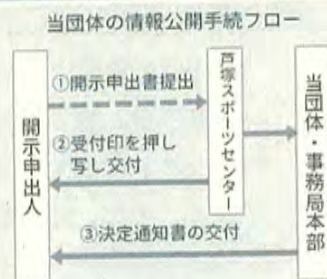 当団体の情報公開手続フロー
①開示申出書提出
②受付印を押し
写し交付
③決定通知書の交付
開示申出人
戸塚スポーツセンター
当団体・事務局本部